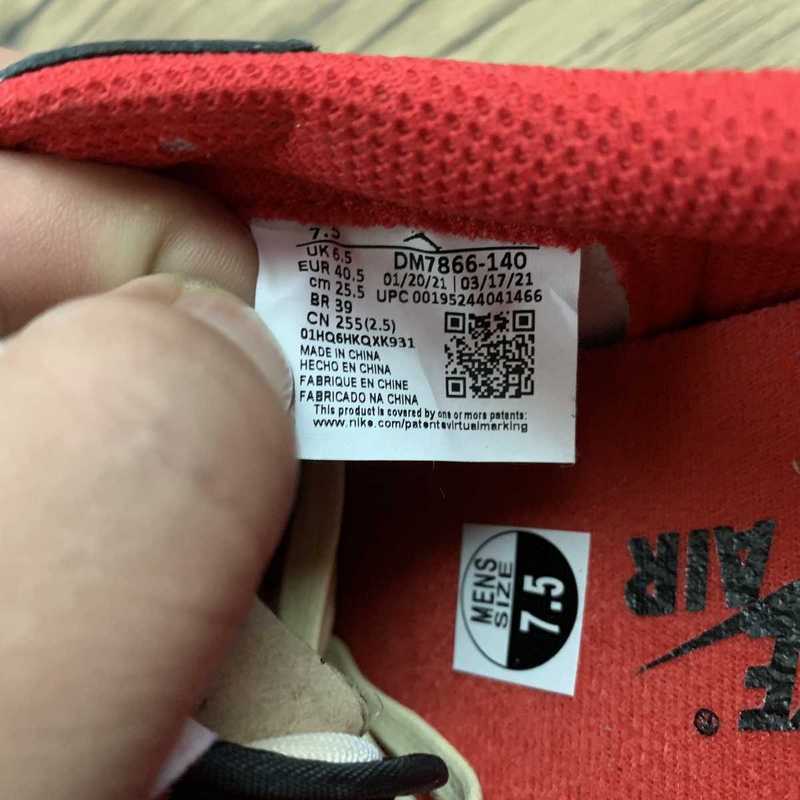 7.5
UK 6.5
EUR 40.5
cm 25.5
BR 39
CN 255(2.5)
DM7866-140
01/20/21 | 03/17/21
UPC 00195244041466
01HQ6HKQXK931
MADE IN CHINA
HECHO EN CHINA
FABRIQUE EN CHINE
FABRICADO NA CHINA
This product is covered by one or more patents:
www.nike.com/patentsvirtualmarking
MENS
SIZE
7.5
AIR
®